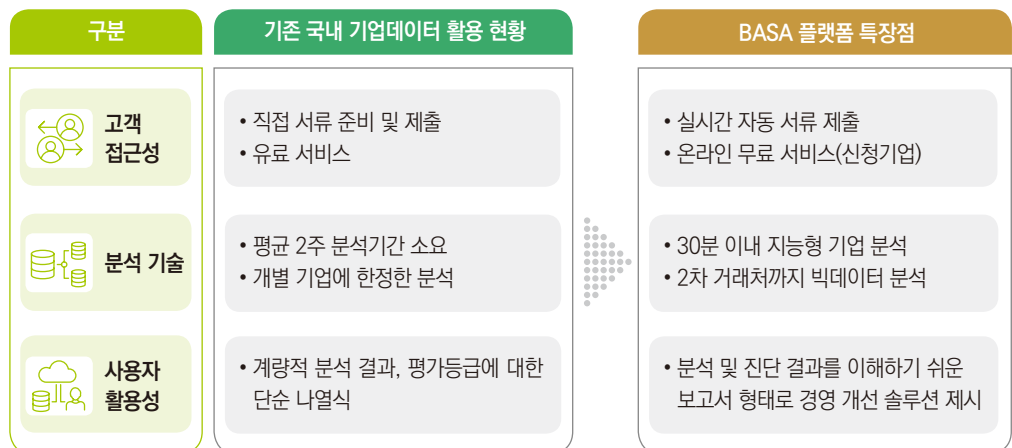 구분
기존 국내 기업데이터 활용 현황
BASA 플랫폼 특장점
고객
접근성
• 직접 서류 준비 및 제출
• 유료 서비스
• 실시간 자동 서류 제출
• 온라인 무료 서비스(신청기업)
분석 기술
• 평균 2주 분석기간 소요
• 개별 기업에 한정한 분석
• 30분 이내 지능형 기업 분석
• 2차 거래처까지 빅데이터 분석
사용자
활용성
• 계량적 분석 결과, 평가등급에 대한
단순 나열식
• 분석 및 진단 결과를 이해하기 쉬운
보고서 형태로 경영 개선 솔루션 제시